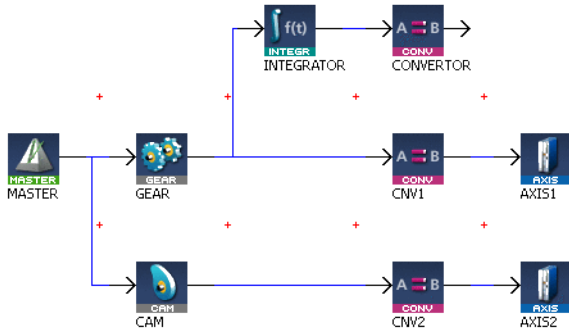 f(t) A B
INTEGR CONV
INTEGRATOR CONVERTOR
A B
MASTER GEAR CONV AXIS
MASTER GEAR CNV1 AXIS1
A B
CAM CONV AXIS
CAM CNV2 AXIS2